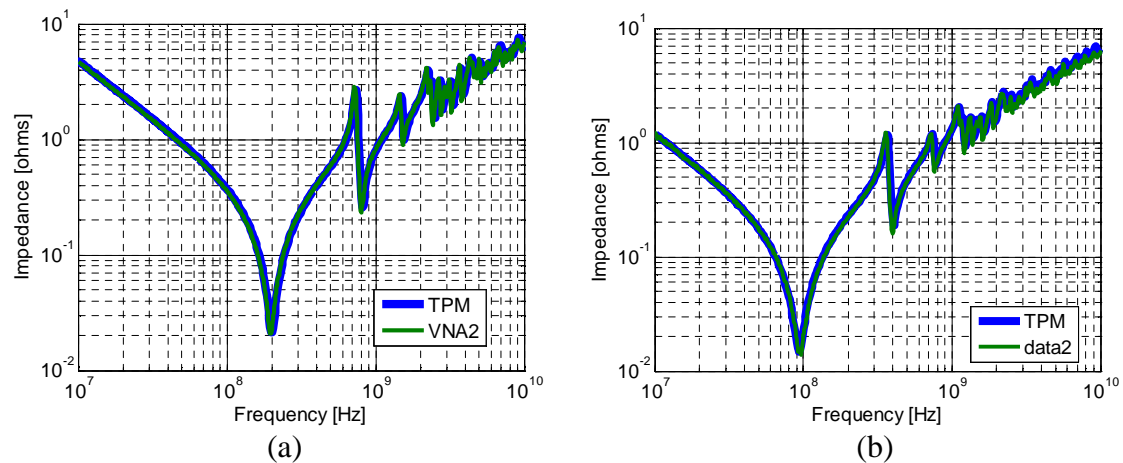 10^1
10^0
10^-1
10^-2
Impedance [ohms]
TPM
VNA2
10^7
10^8
10^9
10^10
Frequency [Hz]
(a)
10^1
10^0
10^-1
10^-2
Impedance [ohms]
TPM
data2
10^7
10^8
10^9
10^10
Frequency [Hz]
(b)